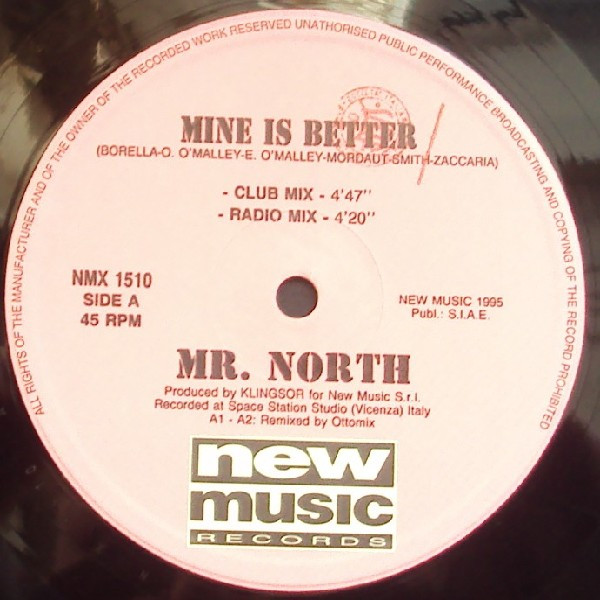 ALL RIGHTS OF THE MANUFACTURER AND OF THE OWNER OF THE RECORDED WORK RESERVED UNATHORISED PUBLIC PERFORMANCE BROADCASTING AND COPYING OF THE RECORD PROHIBITED
MINE IS BETTER
(BORELLA-O. O'MALLEY-E. O'MALLEY-MORDAUT-SMITH-ZACCARIA)
- CLUB MIX - 4'47"
- RADIO MIX - 4'20"
NMX 1510
SIDE A
45 RPM
NEW MUSIC 1995
Publ.: S.I.A.E.
MR. NORTH
Produced by KLINGSOR for New Music S.r.l.
Recorded at Space Station Studio (Vicenza) Italy
A1 - A2: Remixed by Ottomix
new
music
RECORDS